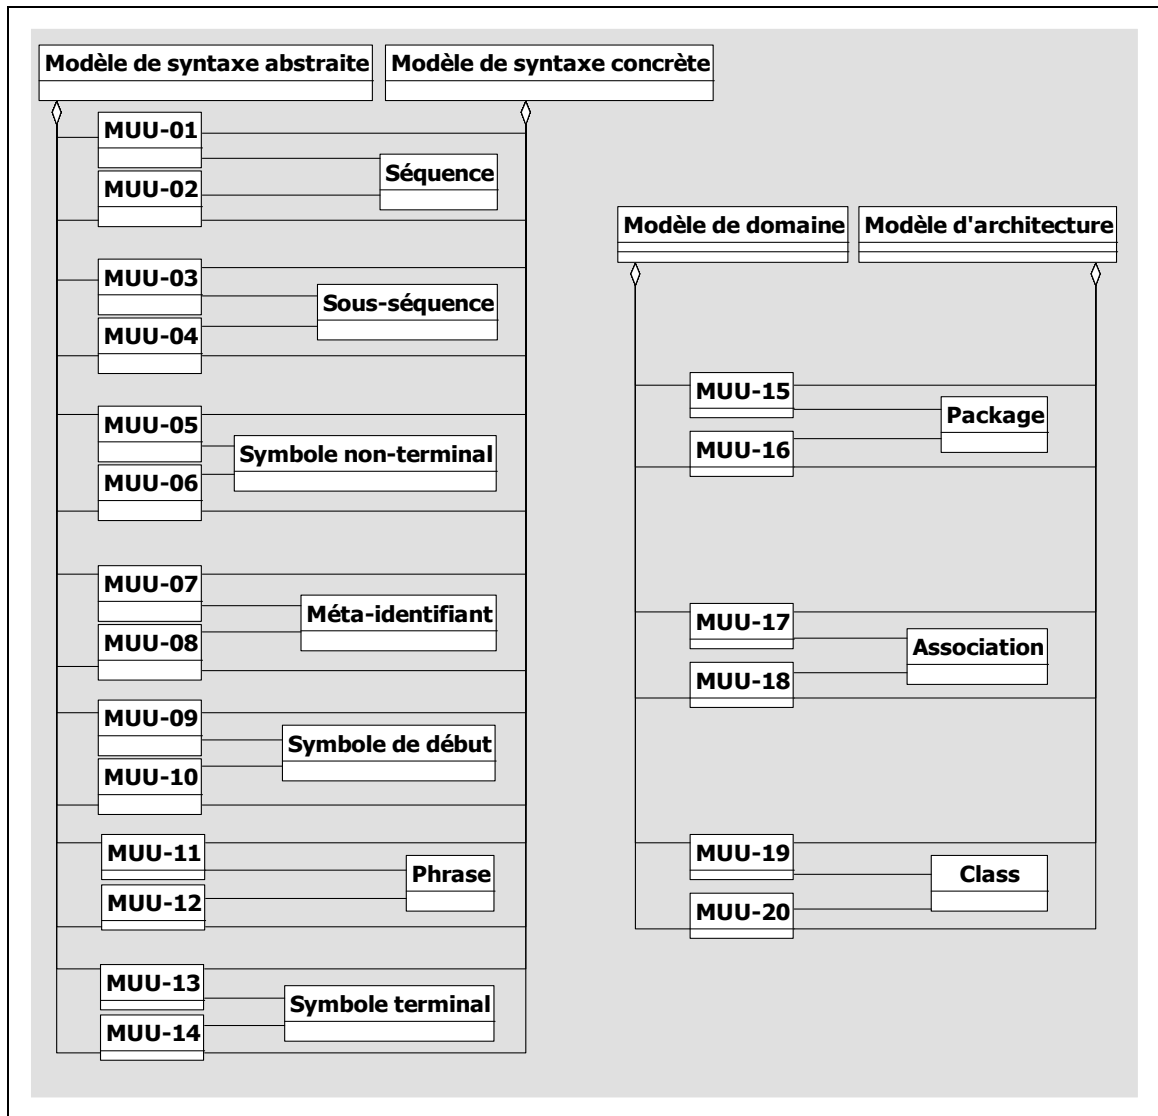 Modèle de syntaxe abstraite
Modèle de syntaxe concrète
MUU-01
Séquence
MUU-02
MUU-03
Sous-séquence
MUU-04
MUU-05
Symbole non-terminal
MUU-06
MUU-07
Méta-identifiant
MUU-08
MUU-09
Symbole de début
MUU-10
MUU-11
Phrase
MUU-12
MUU-13
Symbole terminal
MUU-14
Modèle de domaine
Modèle d'architecture
MUU-15
Package
MUU-16
MUU-17
Association
MUU-18
MUU-19
Class
MUU-20